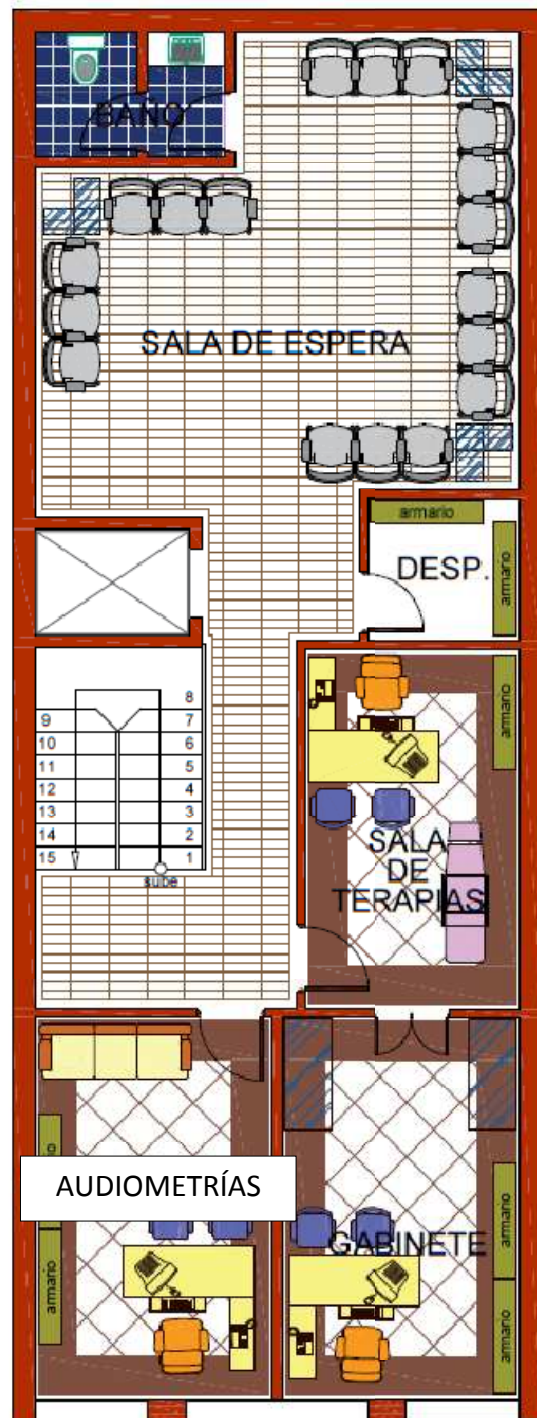 BAÑO
SALA DE ESPERA
armario
DESP.
armario
8
9 7
10 6
11 5
12 4
13 3
14 2
15 1
sube
armario
SALA
DE
TERAPIAS
AUDIOMETRÍAS
armario
GABINETE
armario
armario